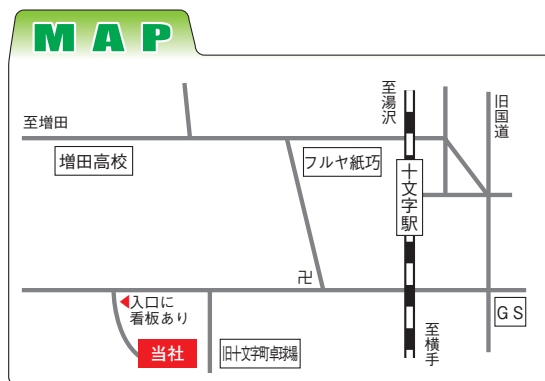 MAP
至湯沢
旧国道
至増田
増田高校
フルヤ紙巧
十文字駅
卍
入口に
看板あり
GS
当社
旧十文字町卓球場
至横手